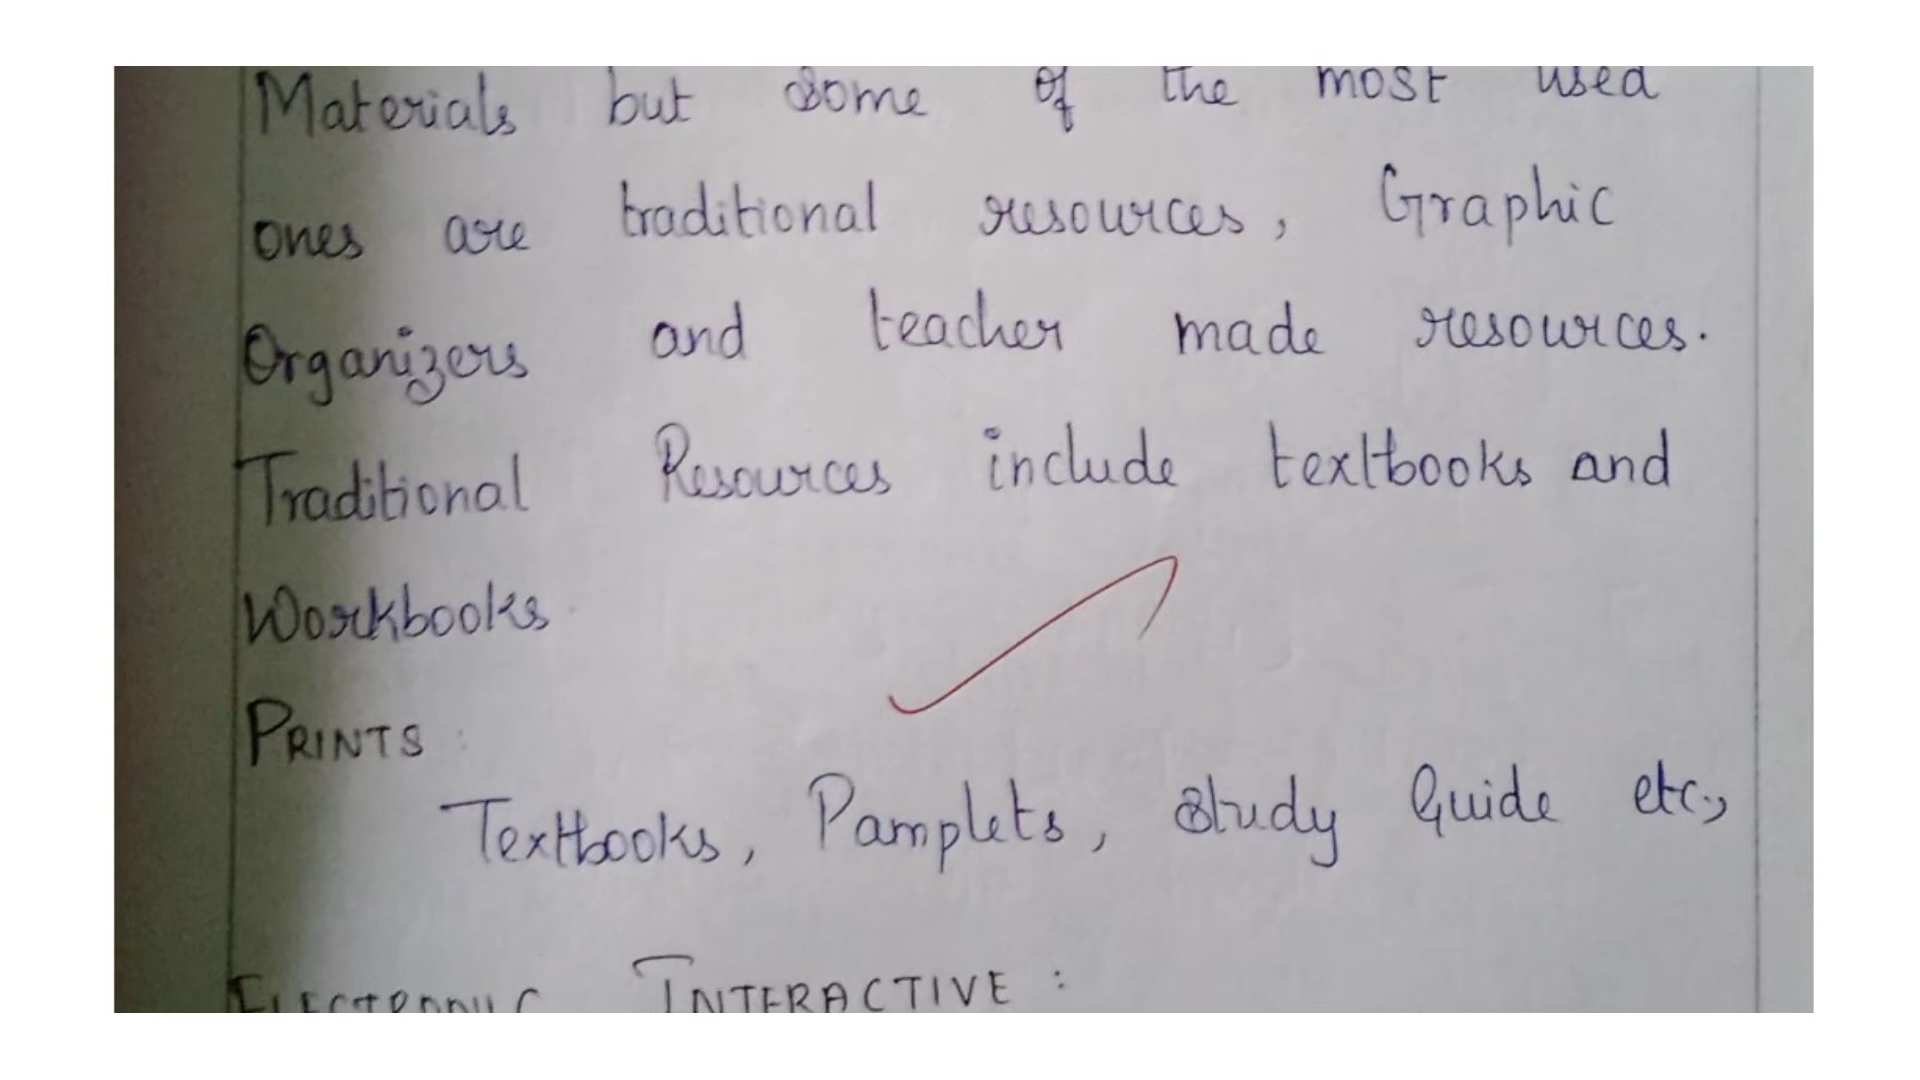 Materials but some of the most used
ones are traditional resources, Graphic
Organizers and teacher made resources.
Traditional Resources include textbooks and
Workbooks.
PRINTS:
Textbooks, Pamplets, Study Guide etc.,
ELECTRONIC INTERACTIVE: